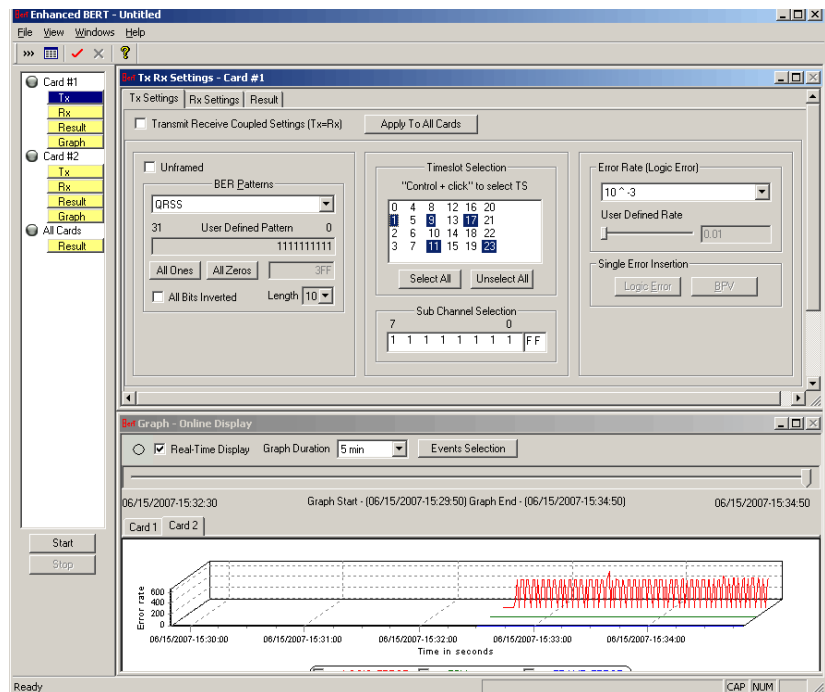 Bert Enhanced BERT - Untitled
File View Windows Help
Card #1
Tx
Rx
Result
Graph
Card #2
Tx
Rx
Result
Graph
All Cards
Result
Start
Stop
Bert Tx Rx Settings - Card #1
Tx Settings Rx Settings Result
Transmit Receive Coupled Settings (Tx=Rx) Apply To All Cards
Unframed
BER Patterns
QRSS
31 User Defined Pattern 0
1111111111
All Ones All Zeros 3FF
All Bits Inverted Length 10
Timeslot Selection
"Control + click" to select TS
0 4 8 12 16 20
1 5 9 13 17 21
2 6 10 14 18 22
3 7 11 15 19 23
Select All Unselect All
Sub Channel Selection
7 0
1 1 1 1 1 1 1 1 FF
Error Rate (Logic Error)
10 ^ -3
User Defined Rate
0.01
Single Error Insertion
Logic Error BPV
Bert Graph - Online Display
Real-Time Display Graph Duration 5 min Events Selection
06/15/2007-15:32:30 Graph Start - (06/15/2007-15:29:50) Graph End - (06/15/2007-15:34:50) 06/15/2007-15:34:50
Card 1 Card 2
Error rate
600
400
200
0
06/15/2007-15:30:00 06/15/2007-15:31:00 06/15/2007-15:32:00 06/15/2007-15:33:00 06/15/2007-15:34:00
Time in seconds
Ready CAP NUM